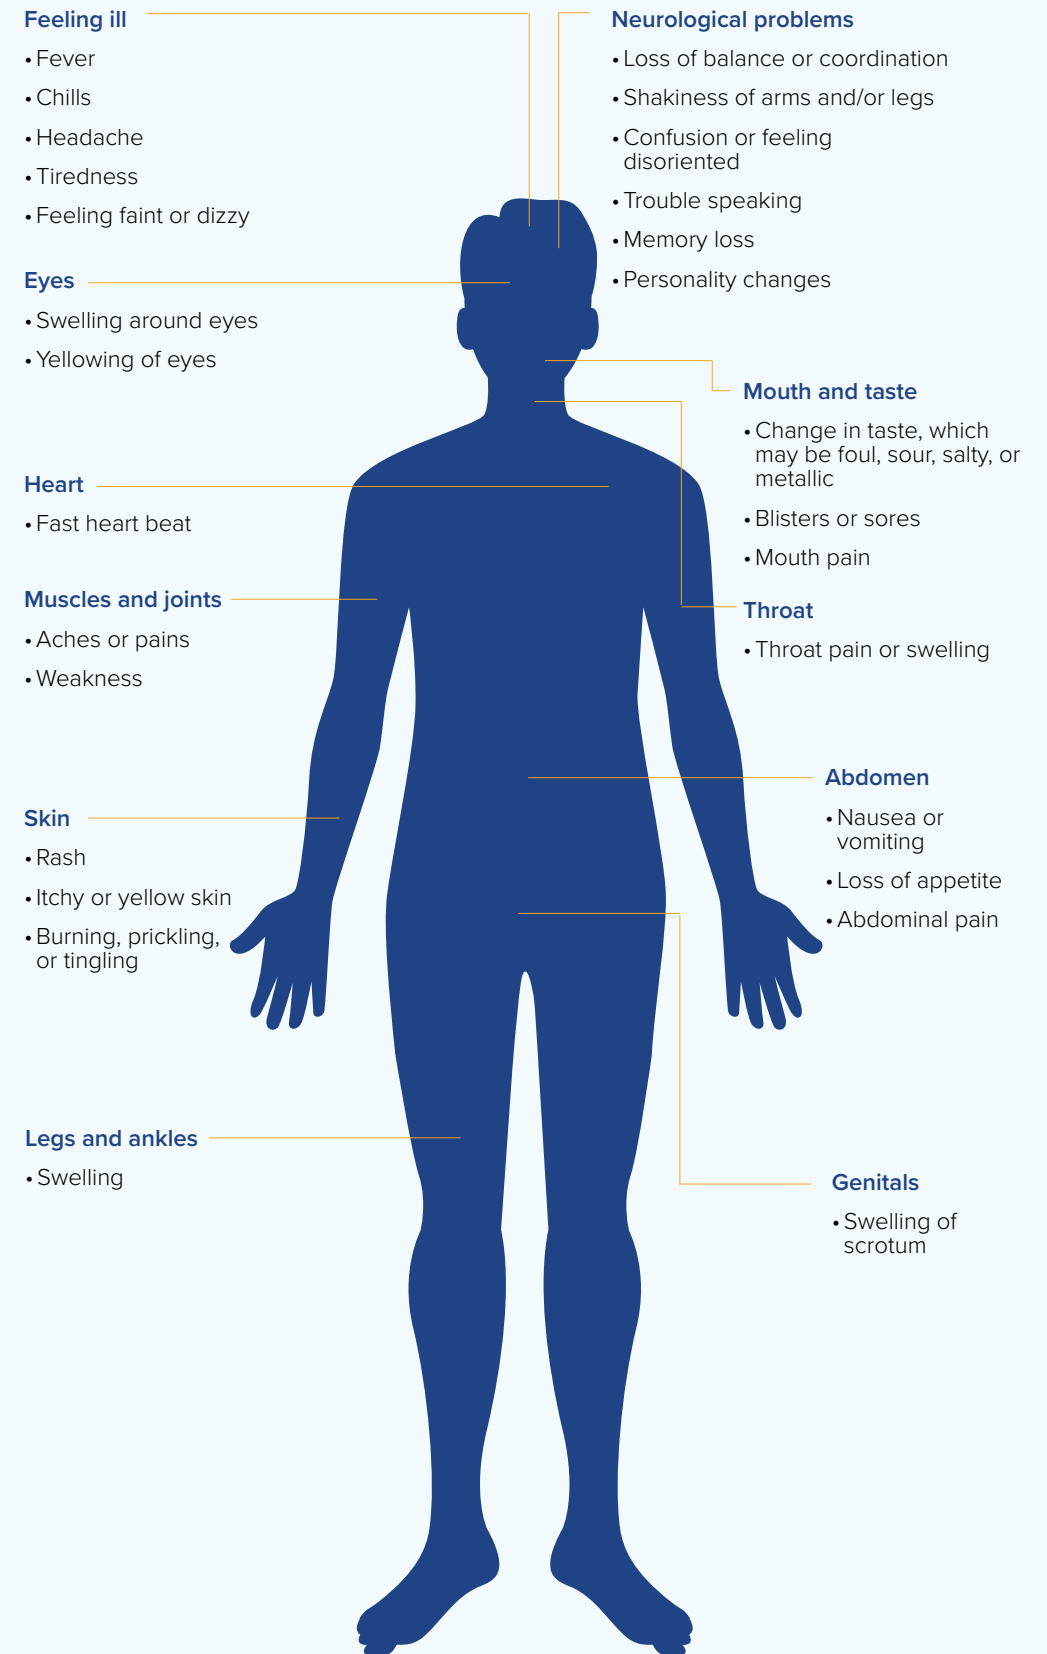 Feeling ill
• Fever
• Chills
• Headache
• Tiredness
• Feeling faint or dizzy
Eyes
• Swelling around eyes
• Yellowing of eyes
Heart
• Fast heart beat
Muscles and joints
• Aches or pains
• Weakness
Skin
• Rash
• Itchy or yellow skin
• Burning, prickling,
or tingling
Legs and ankles
• Swelling
Neurological problems
• Loss of balance or coordination
• Shakiness of arms and/or legs
• Confusion or feeling
disoriented
• Trouble speaking
• Memory loss
• Personality changes
Mouth and taste
• Change in taste, which
may be foul, sour, salty, or
metallic
• Blisters or sores
• Mouth pain
Throat
• Throat pain or swelling
Abdomen
• Nausea or
vomiting
• Loss of appetite
• Abdominal pain
Genitals
• Swelling of
scrotum